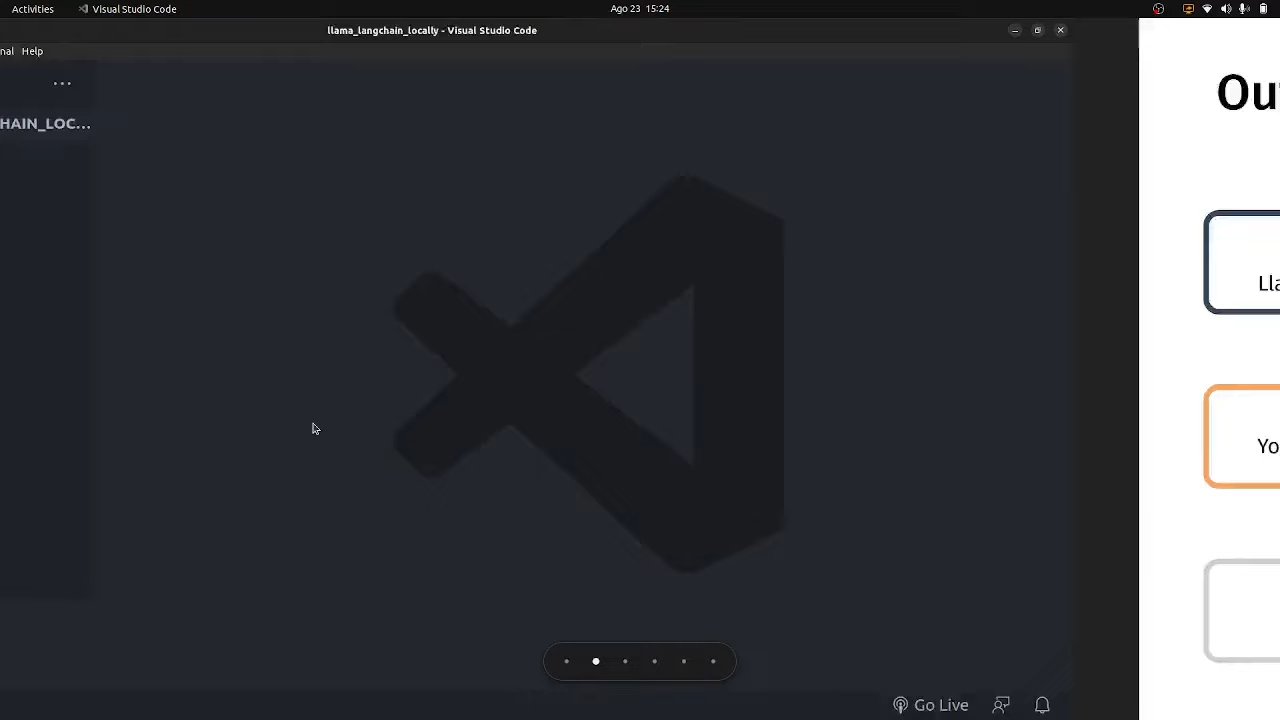 Activities
Visual Studio Code
Ago 23 15:24
llama_langchain_locally - Visual Studio Code
nal Help
...
HAIN_LOC...
Ou
Lla
Yo
Go Live